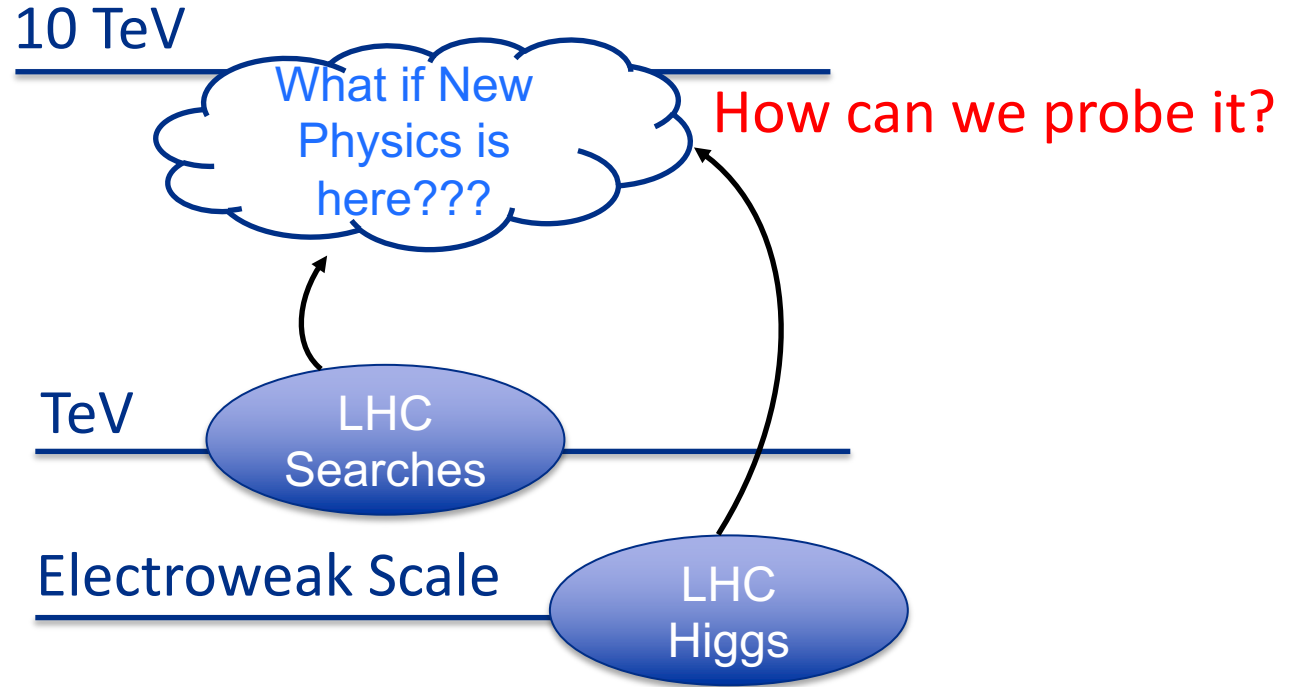 10 TeV
What if New
Physics is
here???
How can we probe it?
TeV
LHC
Searches
Electroweak Scale
LHC
Higgs